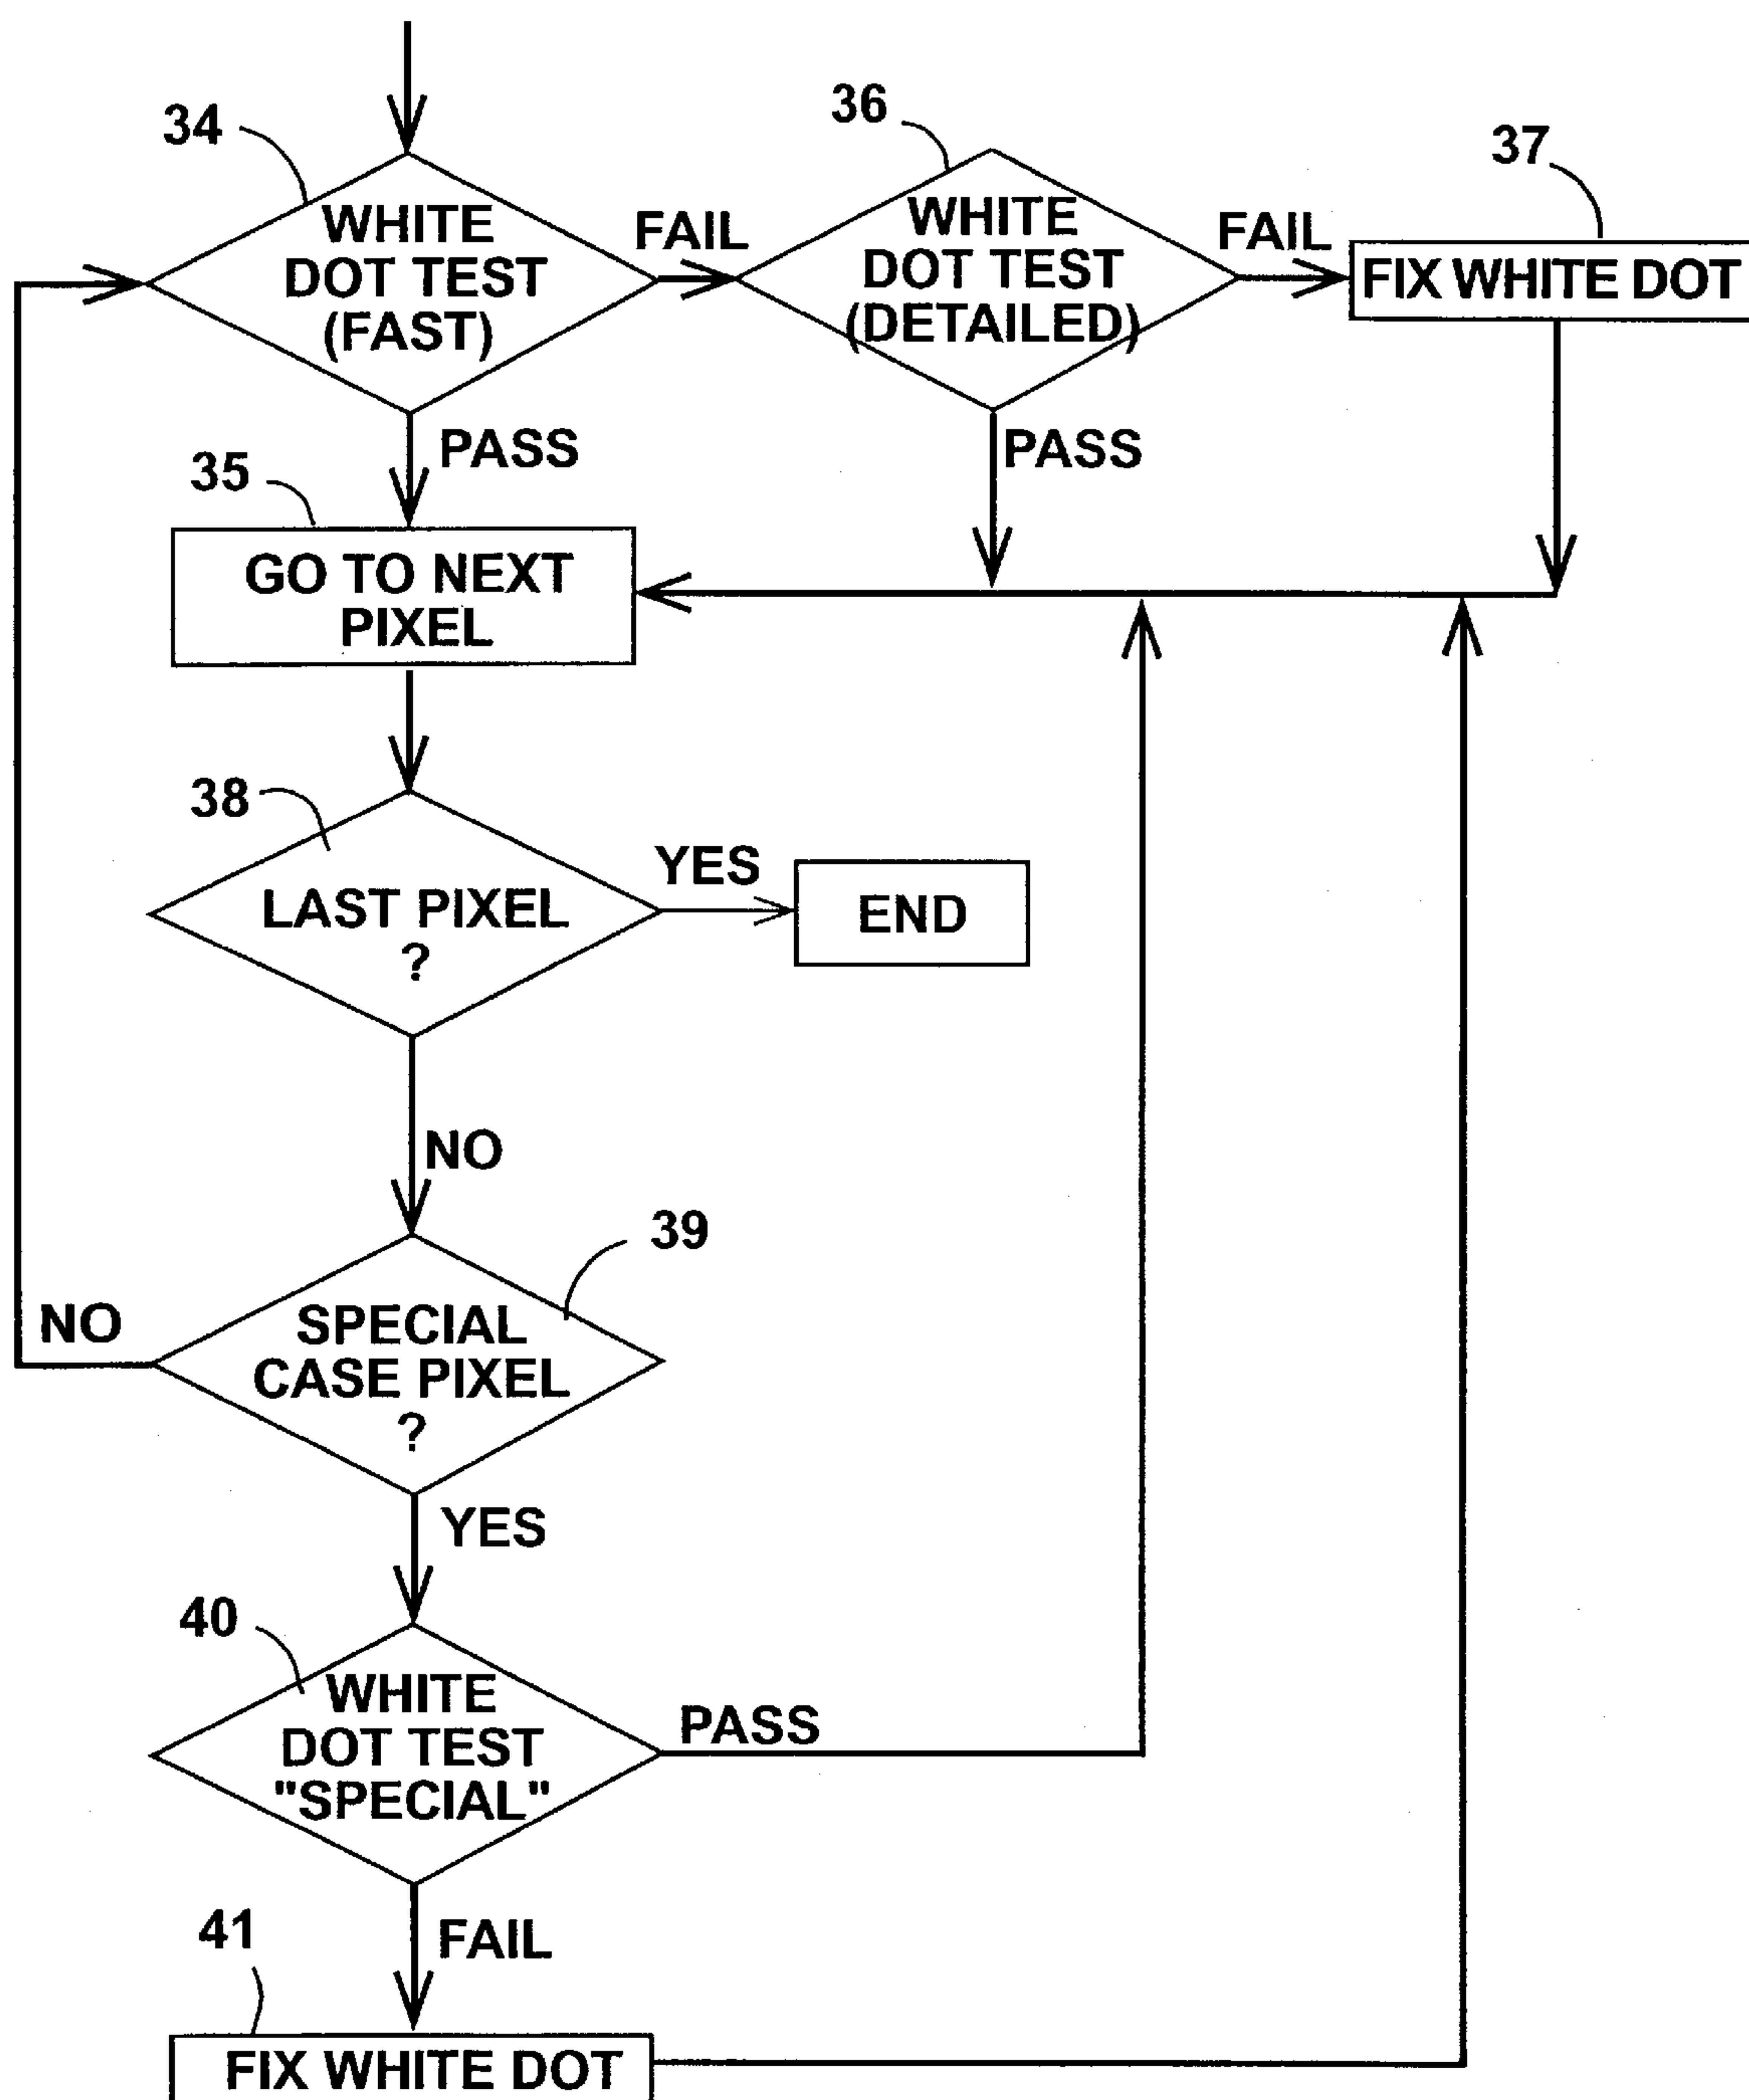 34
WHITE
DOT TEST
(FAST)
FAIL
36
WHITE
DOT TEST
(DETAILED)
FAIL
37
FIX WHITE DOT
PASS
PASS
35
GO TO NEXT
PIXEL
38
LAST PIXEL
?
YES
END
NO
39
SPECIAL
CASE PIXEL
?
NO
YES
40
WHITE
DOT TEST
"SPECIAL"
PASS
FAIL
41
FIX WHITE DOT